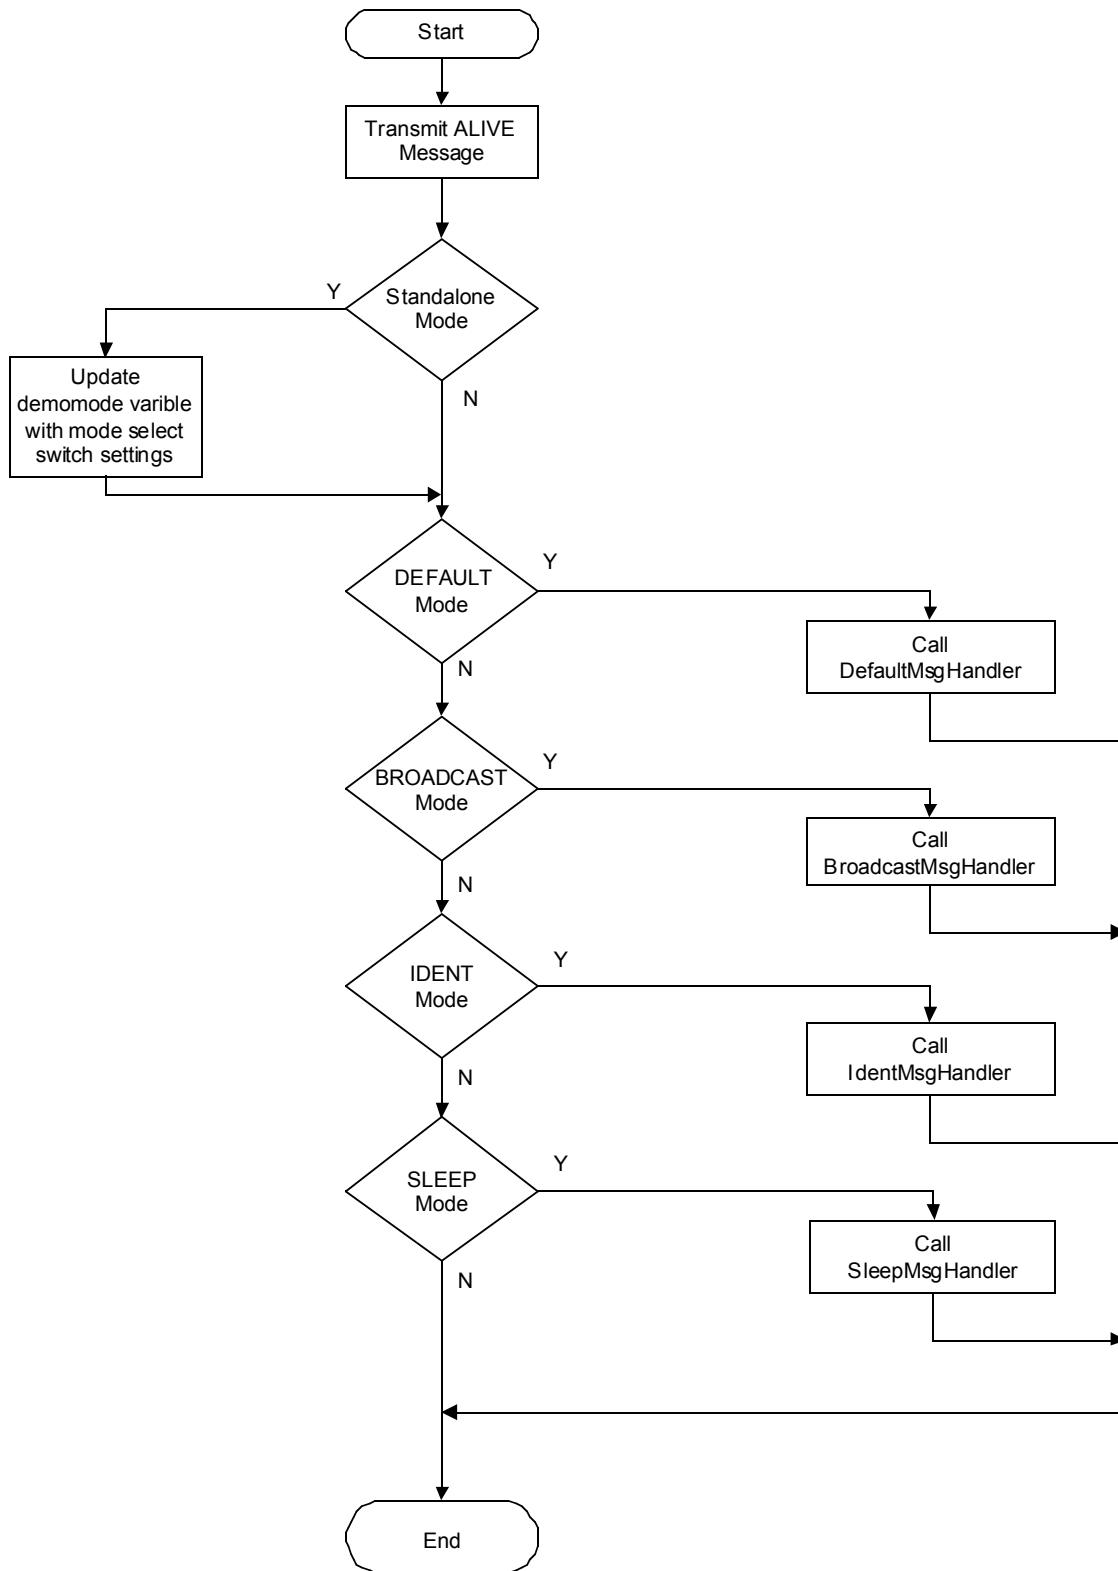 Start
Transmit ALIVE
Message
Y
Standalone
Mode
N
Update
demomode varible
with mode select
switch settings
DEFAULT
Mode
Y
N
Call
DefaultMsgHandler
BROADCAST
Mode
Y
N
Call
BroadcastMsgHandler
IDENT
Mode
Y
N
Call
IdentMsgHandler
SLEEP
Mode
Y
N
Call
SleepMsgHandler
End